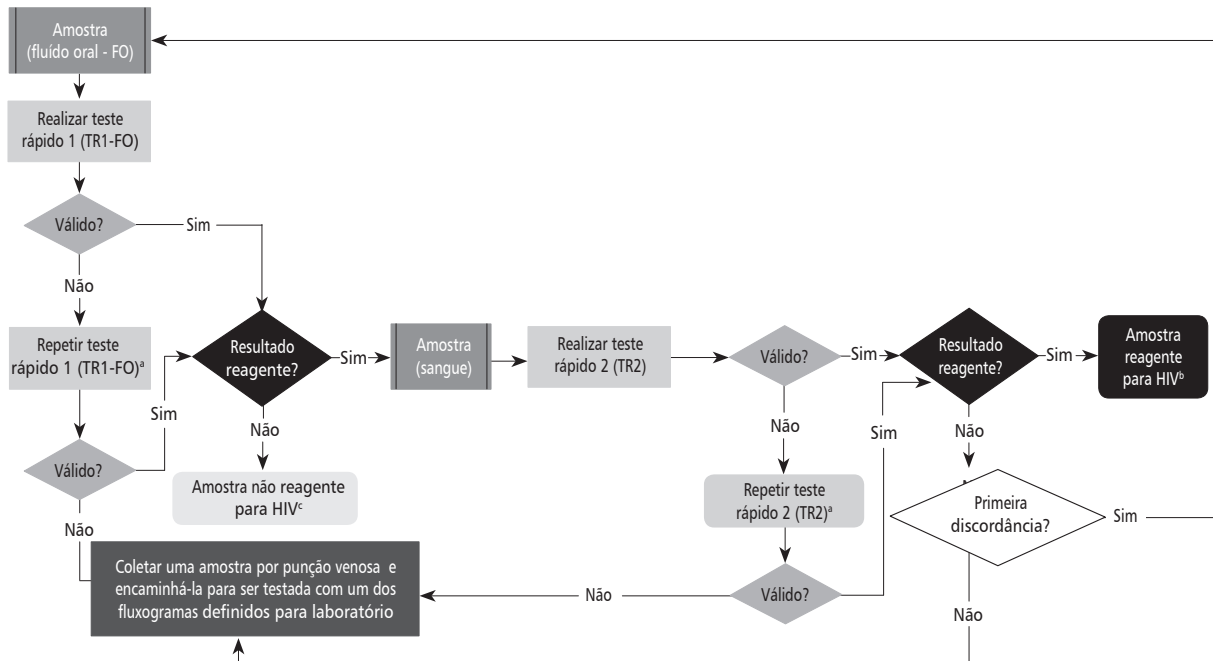 Amostra
(fluído oral - FO)
Realizar teste
rápido 1 (TR1-FO)
Válido?
Sim
Não
Repetir teste
rápido 1 (TR1-FO)ª
Sim
Válido?
Não
Resultado
reagente?
Sim
Não
Amostra não reagente
para HIVᶜ
Amostra
(sangue)
Realizar teste
rápido 2 (TR2)
Válido?
Sim
Não
Repetir teste
rápido 2 (TR2)ª
Válido?
Sim
Não
Resultado
reagente?
Sim
Amostra
reagente
para HIVᵇ
Não
Primeira
discordância?
Sim
Não
Coletar uma amostra por punção venosa e
encaminhá-la para ser testada com um dos
fluxogramas definidos para laboratório